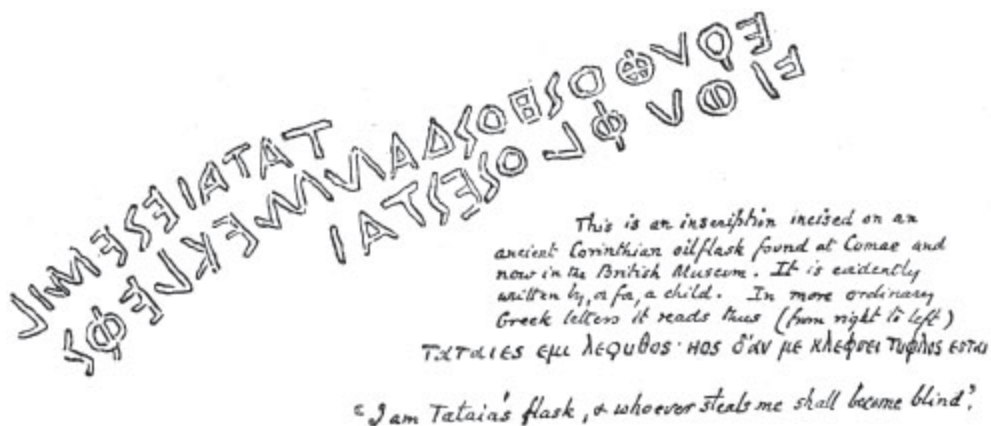 ΤΑΤΑΙΕΣΕΜΙΛ
ΕϘΥΘΟΣΗΟΣΔΑΝΜΕΚΛΕΦΣ
ΕΙΘΥΦΛΟΣΕΣΤΑΙ
This is an inscription incised on an
ancient Corinthian oilflask found at Cumae and
now in the British Museum. It is evidently
written by, or for, a child. In more ordinary
Greek letters it reads thus (from right to left)
ταταιες εμι λεϙυθος· ηος δ'αν με κλεφσει τυφλος εσται
"I am Tataia's flask, & whoever steals me shall become blind".